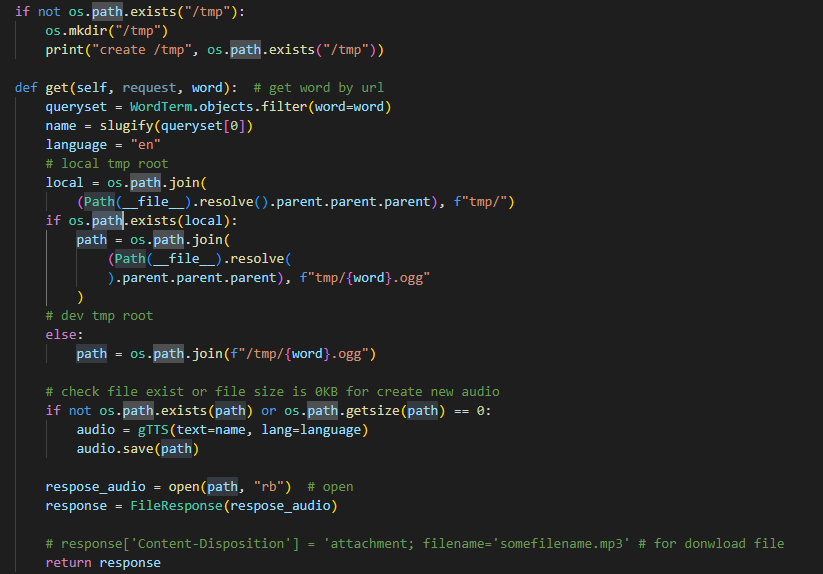 if not os.path.exists("/tmp"):
    os.mkdir("/tmp")
    print("create /tmp", os.path.exists("/tmp"))

def get(self, request, word):  # get word by url
    queryset = WordTerm.objects.filter(word=word)
    name = slugify(queryset[0])
    language = "en"
    # local tmp root
    local = os.path.join(
        (Path(__file__).resolve().parent.parent.parent), f"tmp/")
    if os.path.exists(local):
        path = os.path.join(
            (Path(__file__).resolve(
            ).parent.parent.parent), f"tmp/{word}.ogg"
        )
    # dev tmp root
    else:
        path = os.path.join(f"/tmp/{word}.ogg")

    # check file exist or file size is 0KB for create new audio
    if not os.path.exists(path) or os.path.getsize(path) == 0:
        audio = gTTS(text=name, lang=language)
        audio.save(path)

    respose_audio = open(path, "rb")  # open
    response = FileResponse(respose_audio)

    # response['Content-Disposition'] = 'attachment; filename='somefilename.mp3' # for donwload file
    return response